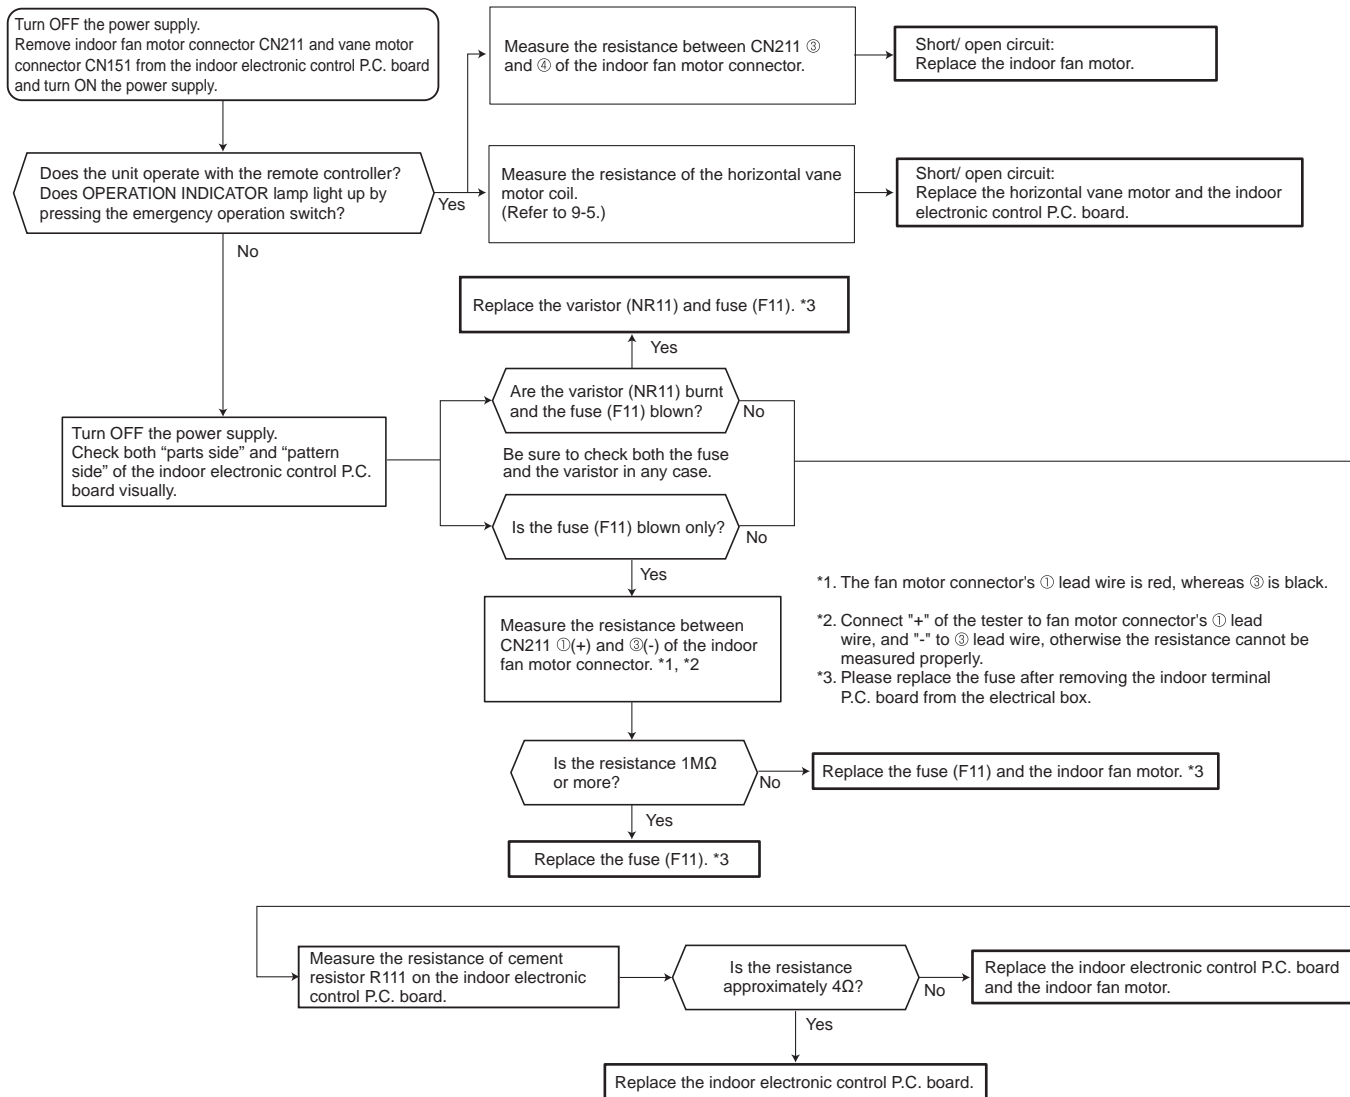 Turn OFF the power supply.
Remove indoor fan motor connector CN211 and vane motor
connector CN151 from the indoor electronic control P.C. board
and turn ON the power supply.
Measure the resistance between CN211 ③
and ④ of the indoor fan motor connector.
Short/ open circuit:
Replace the indoor fan motor.
Does the unit operate with the remote controller?
Does OPERATION INDICATOR lamp light up by
pressing the emergency operation switch?
Yes
Measure the resistance of the horizontal vane
motor coil.
(Refer to 9-5.)
Short/ open circuit:
Replace the horizontal vane motor and the indoor
electronic control P.C. board.
No
Replace the varistor (NR11) and fuse (F11). *3
Yes
Are the varistor (NR11) burnt
and the fuse (F11) blown?
No
Turn OFF the power supply.
Check both “parts side” and “pattern
side” of the indoor electronic control P.C.
board visually.
Be sure to check both the fuse
and the varistor in any case.
Is the fuse (F11) blown only?
No
Yes
Measure the resistance between
CN211 ①(+) and ③(-) of the indoor
fan motor connector. *1, *2
*1. The fan motor connector's ① lead wire is red, whereas ③ is black.
*2. Connect "+" of the tester to fan motor connector's ① lead
wire, and "-" to ③ lead wire, otherwise the resistance cannot be
measured properly.
*3. Please replace the fuse after removing the indoor terminal
P.C. board from the electrical box.
Is the resistance 1MΩ
or more?
No
Replace the fuse (F11) and the indoor fan motor. *3
Yes
Replace the fuse (F11). *3
Measure the resistance of cement
resistor R111 on the indoor electronic
control P.C. board.
Is the resistance
approximately 4Ω?
No
Replace the indoor electronic control P.C. board
and the indoor fan motor.
Yes
Replace the indoor electronic control P.C. board.